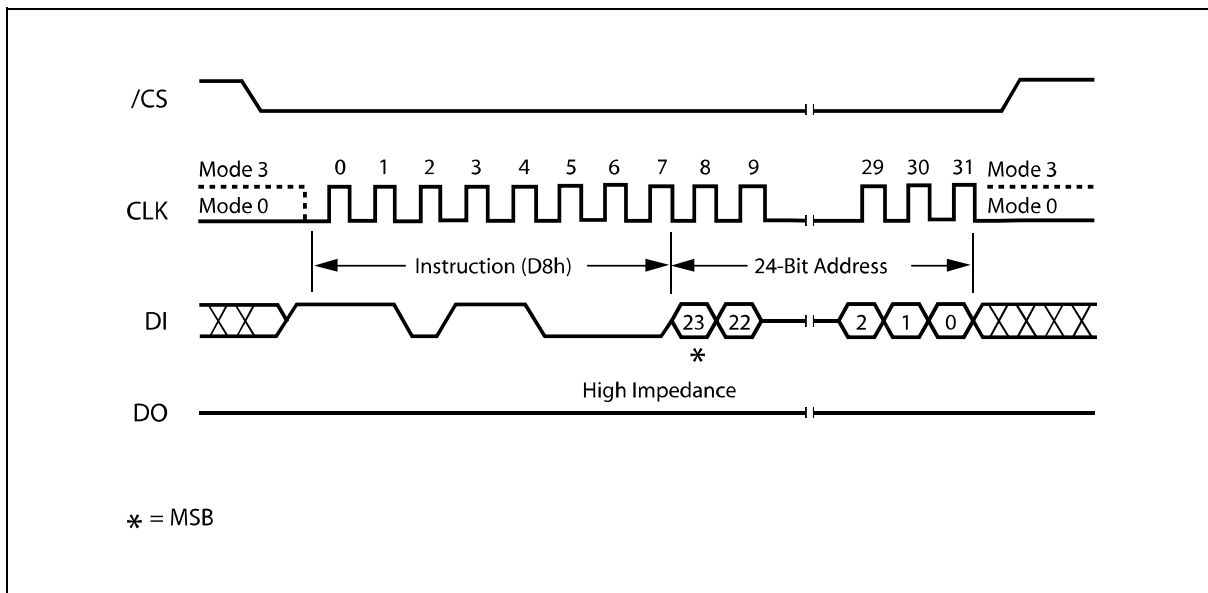 /CS
Mode 3 0 1 2 3 4 5 6 7 8 9 29 30 31 Mode 3
CLK Mode 0 Mode 0
Instruction (D8h) 24-Bit Address
DI 23 22 2 1 0
*
High Impedance
DO
* = MSB